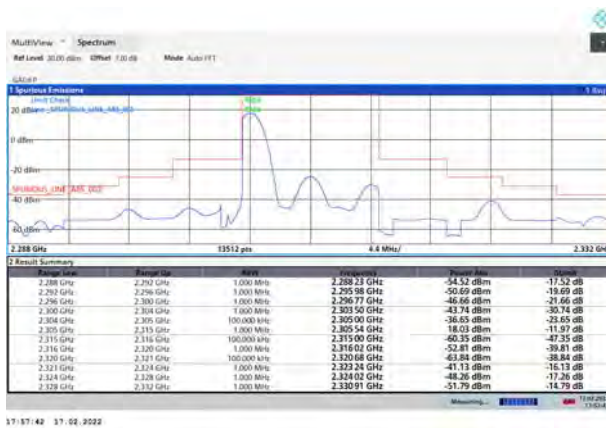 MultiView Spectrum
Ref Level 30.00 dBm Offset 1.00 dB Mode Auto FFT
1 Spurious Emissions
Limit Check
20 dBm
0 dBm
-20 dBm
-60 dBm
2.288 GHz 13512 pts 4.4 MHz/ 2.332 GHz
2 Result Summary
Range Low Range Up RBW Frequency Power Abs ΔLimit
2.288 GHz 2.292 GHz 1.000 MHz 2.288 23 GHz -54.52 dBm -17.52 dB
2.292 GHz 2.296 GHz 1.000 MHz 2.295 98 GHz -50.69 dBm -19.69 dB
2.296 GHz 2.300 GHz 1.000 MHz 2.296 77 GHz -46.66 dBm -21.66 dB
2.300 GHz 2.304 GHz 1.000 MHz 2.303 50 GHz -43.74 dBm -30.74 dB
2.304 GHz 2.305 GHz 100.000 kHz 2.305 00 GHz -36.65 dBm -23.65 dB
2.305 GHz 2.315 GHz 1.000 MHz 2.305 54 GHz 18.03 dBm -11.97 dB
2.315 GHz 2.316 GHz 100.000 kHz 2.315 00 GHz -60.35 dBm -47.35 dB
2.316 GHz 2.320 GHz 1.000 MHz 2.316 02 GHz -52.81 dBm -39.81 dB
2.320 GHz 2.321 GHz 100.000 kHz 2.320 68 GHz -63.84 dBm -38.84 dB
2.321 GHz 2.324 GHz 1.000 MHz 2.323 24 GHz -41.13 dBm -16.13 dB
2.324 GHz 2.328 GHz 1.000 MHz 2.324 02 GHz -48.26 dBm -17.26 dB
2.328 GHz 2.332 GHz 1.000 MHz 2.330 91 GHz -51.79 dBm -14.79 dB
Measuring...
17:57:42 17.02.2022